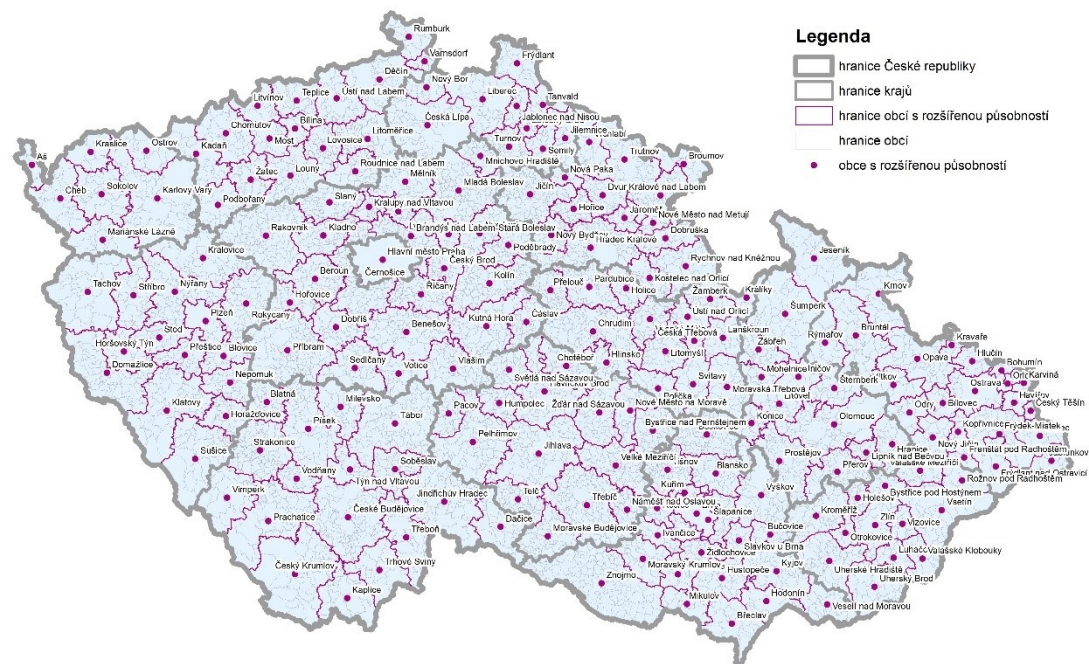 Legenda
hranice České republiky
hranice krajů
hranice obcí s rozšířenou působností
hranice obcí
obce s rozšířenou působností
Rumburk
Varnsdorf
Děčín
Nový Bor
Frýdlant
Liberec
Tanvald
Litvínov
Teplice
Ústí nad Labem
Česká Lípa
Jablonec nad Nisou
Chomutov
Bílina
Litoměřice
Most
Lovosice
Turnov
Semily
Jilemnice
Trutnov
Broumov
Aš
Kraslice
Ostrov
Kadaň
Žatec
Louny
Roudnice nad Labem
Mělník
Mnichovo Hradiště
Mladá Boleslav
Jičín
Nová Paka
Dvůr Králové nad Labem
Cheb
Sokolov
Karlovy Vary
Podbořany
Slaný
Kralupy nad Vltavou
Hořice
Jaroměř
Nové Město nad Metují
Mariánské Lázně
Rakovník
Kladno
Brandýs nad Labem
Stará Boleslav
Nový Bydžov
Hradec Králové
Dobruška
Kralovice
Hlavní město Praha
Černošice
Český Brod
Poděbrady
Rychnov nad Kněžnou
Jeseník
Tachov
Stříbro
Nýřany
Beroun
Říčany
Kolín
Přelouč
Pardubice
Holice
Kostelec nad Orlicí
Žamberk
Králíky
Krnov
Hořovice
Plzeň
Rokycany
Dobříš
Benešov
Kutná Hora
Čáslav
Chrudim
Ústí nad Orlicí
Česká Třebová
Lanškroun
Šumperk
Rýmařov
Bruntál
Stod
Horšovský Týn
Přeštice
Blovice
Domažlice
Příbram
Sedlčany
Votice
Vlašim
Chotěboř
Hlinsko
Litomyšl
Zábřeh
Mohelnice
Opava
Kravaře
Hlučín
Bohumín
Karviná
Ostrava
Havířov
Český Těšín
Nepomuk
Světlá nad Sázavou
Svitavy
Moravská Třebová
Šternberk
Litovel
Klatovy
Blatná
Horažďovice
Milevsko
Písek
Tábor
Pacov
Humpolec
Žďár nad Sázavou
Nové Město na Moravě
Konice
Olomouc
Odry
Bílovec
Kopřivnice
Frýdek-Místek
Sušice
Strakonice
Vodňany
Soběslav
Pelhřimov
Jihlava
Bystřice nad Pernštejnem
Velké Meziříčí
Blansko
Prostějov
Přerov
Hranice
Lipník nad Bečvou
Nový Jičín
Frenštát pod Radhoštěm
Valašské Meziříčí
Frýdlant nad Ostravicí
Rožnov pod Radhoštěm
Vimperk
Týn nad Vltavou
Jindřichův Hradec
Telč
Třebíč
Náměšť nad Oslavou
Kuřim
Vyškov
Kroměříž
Holešov
Bystřice pod Hostýnem
Vsetín
Prachatice
České Budějovice
Třeboň
Dačice
Moravské Budějovice
Ivančice
Šlapanice
Bučovice
Slavkov u Brna
Zlín
Vizovice
Otrokovice
Valašské Klobouky
Český Krumlov
Trhové Sviny
Kaplice
Znojmo
Moravský Krumlov
Židlochovice
Hustopeče
Kyjov
Uherské Hradiště
Uherský Brod
Mikulov
Hodonín
Břeclav
Veselí nad Moravou